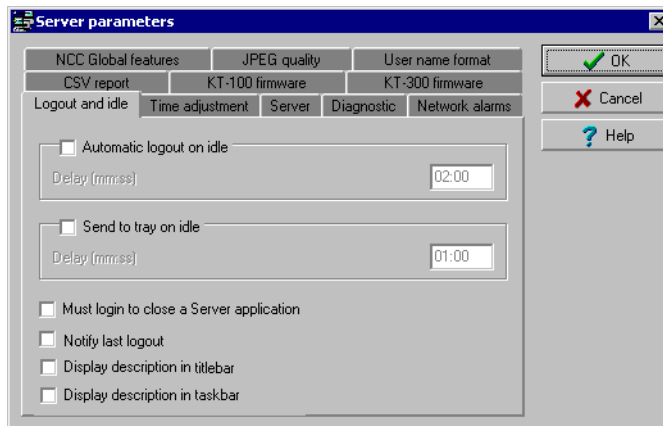 Server parameters
NCC Global features JPEG quality User name format
CSV report KT-100 firmware KT-300 firmware
Logout and idle Time adjustment Server Diagnostic Network alarms
Automatic logout on idle
Delay (mm:ss) 02:00
Send to tray on idle
Delay (mm:ss) 01:00
Must login to close a Server application
Notify last logout
Display description in titlebar
Display description in taskbar
OK
Cancel
? Help